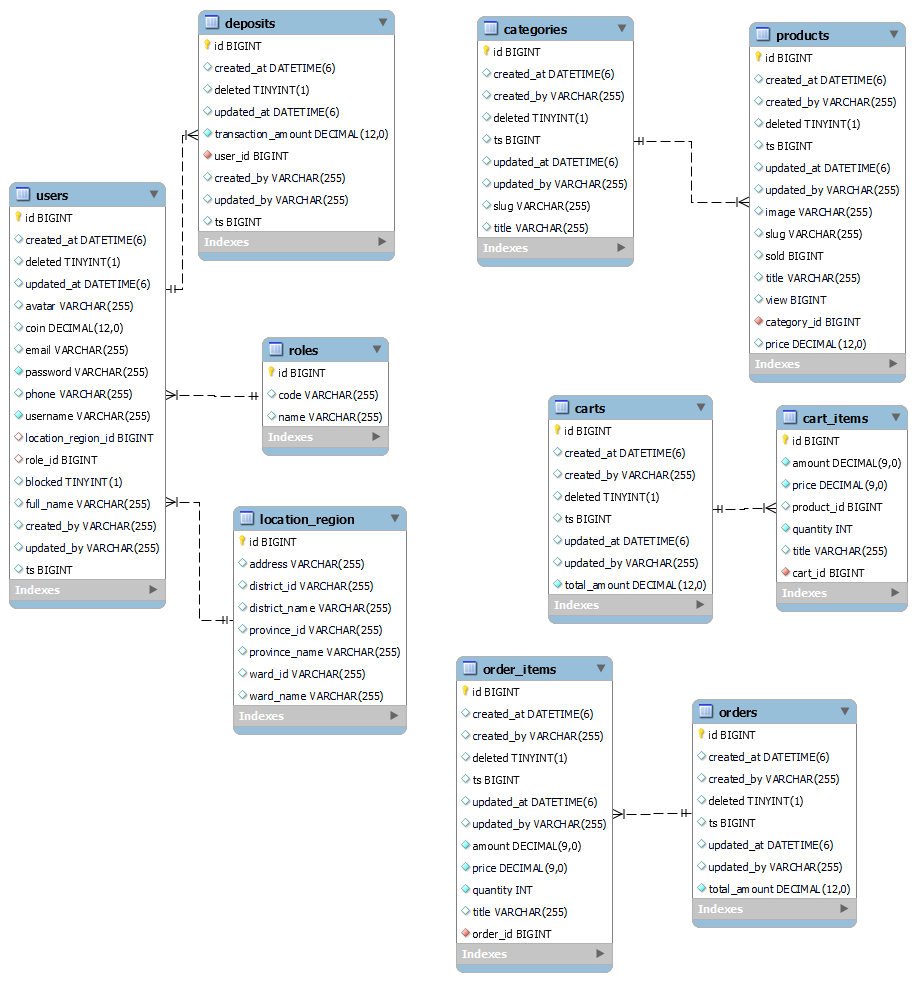 deposits
id BIGINT
created_at DATETIME(6)
deleted TINYINT(1)
updated_at DATETIME(6)
transaction_amount DECIMAL(12,0)
user_id BIGINT
created_by VARCHAR(255)
updated_by VARCHAR(255)
ts BIGINT
Indexes
categories
id BIGINT
created_at DATETIME(6)
created_by VARCHAR(255)
deleted TINYINT(1)
ts BIGINT
updated_at DATETIME(6)
updated_by VARCHAR(255)
slug VARCHAR(255)
title VARCHAR(255)
Indexes
products
id BIGINT
created_at DATETIME(6)
created_by VARCHAR(255)
deleted TINYINT(1)
ts BIGINT
updated_at DATETIME(6)
updated_by VARCHAR(255)
image VARCHAR(255)
slug VARCHAR(255)
sold BIGINT
title VARCHAR(255)
view BIGINT
category_id BIGINT
price DECIMAL(12,0)
Indexes
users
id BIGINT
created_at DATETIME(6)
deleted TINYINT(1)
updated_at DATETIME(6)
avatar VARCHAR(255)
coin DECIMAL(12,0)
email VARCHAR(255)
password VARCHAR(255)
phone VARCHAR(255)
username VARCHAR(255)
location_region_id BIGINT
role_id BIGINT
blocked TINYINT(1)
full_name VARCHAR(255)
created_by VARCHAR(255)
updated_by VARCHAR(255)
ts BIGINT
Indexes
roles
id BIGINT
code VARCHAR(255)
name VARCHAR(255)
Indexes
carts
id BIGINT
created_at DATETIME(6)
created_by VARCHAR(255)
deleted TINYINT(1)
ts BIGINT
updated_at DATETIME(6)
updated_by VARCHAR(255)
total_amount DECIMAL(12,0)
Indexes
cart_items
id BIGINT
amount DECIMAL(9,0)
price DECIMAL(9,0)
product_id BIGINT
quantity INT
title VARCHAR(255)
cart_id BIGINT
Indexes
location_region
id BIGINT
address VARCHAR(255)
district_id VARCHAR(255)
district_name VARCHAR(255)
province_id VARCHAR(255)
province_name VARCHAR(255)
ward_id VARCHAR(255)
ward_name VARCHAR(255)
Indexes
order_items
id BIGINT
created_at DATETIME(6)
created_by VARCHAR(255)
deleted TINYINT(1)
ts BIGINT
updated_at DATETIME(6)
updated_by VARCHAR(255)
amount DECIMAL(9,0)
price DECIMAL(9,0)
quantity INT
title VARCHAR(255)
order_id BIGINT
Indexes
orders
id BIGINT
created_at DATETIME(6)
created_by VARCHAR(255)
deleted TINYINT(1)
ts BIGINT
updated_at DATETIME(6)
updated_by VARCHAR(255)
total_amount DECIMAL(12,0)
Indexes